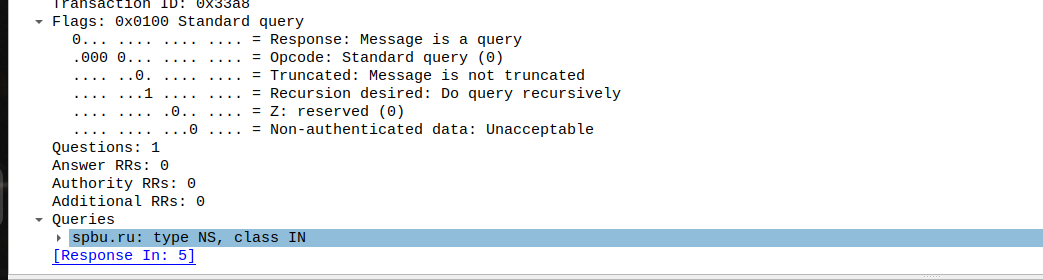 Transaction ID: 0x33a8
Flags: 0x0100 Standard query
0... .... .... .... = Response: Message is a query
.000 0... .... .... = Opcode: Standard query (0)
.... ..0. .... .... = Truncated: Message is not truncated
.... ...1 .... .... = Recursion desired: Do query recursively
.... .... .0.. .... = Z: reserved (0)
.... .... ...0 .... = Non-authenticated data: Unacceptable
Questions: 1
Answer RRs: 0
Authority RRs: 0
Additional RRs: 0
Queries
spbu.ru: type NS, class IN
[Response In: 5]